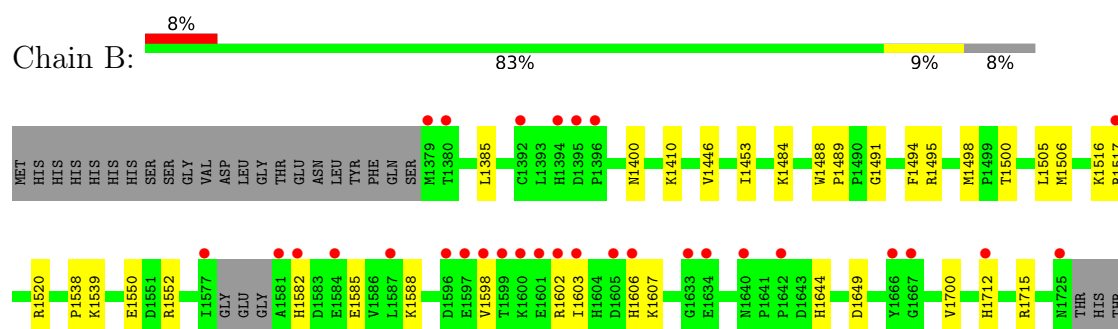 Chain B:
8%
83%
9%
8%
MET HIS HIS HIS HIS HIS HIS SER SER GLY VAL ASP LEU GLY THR GLU ASN LEU TYR PHE GLN SER M1379 T1380 L1385 C1392 L1393 H1394 D1395 P1396 N1400 K1410 V1446 I1453 K1484 W1488 P1489 P1490 G1491 F1494 R1495 M1498 P1499 T1500 L1505 M1506 K1516 R1517
R1520 P1538 K1539 E1550 D1551 R1552 I1577 GLY GLU GLY A1581 H1582 D1583 E1584 E1585 V1586 L1587 K1588 D1596 E1597 V1598 T1599 K1600 E1601 R1602 I1603 H1604 D1605 H1606 K1607 G1633 E1634 N1640 P1641 P1642 D1643 H1644 D1649 Y1666 G1667 V1700 H1712 R1715 N1725 THR HIS